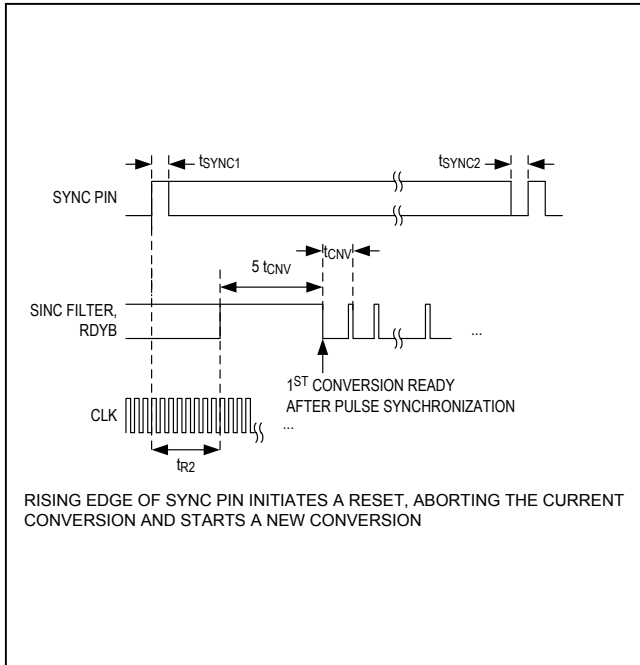 tSYNC1
tSYNC2
SYNC PIN
5 tCNV
tCNV
SINC FILTER,
RDYB
...
1ST CONVERSION READY
AFTER PULSE SYNCHRONIZATION
CLK
...
tR2
RISING EDGE OF SYNC PIN INITIATES A RESET, ABORTING THE CURRENT
CONVERSION AND STARTS A NEW CONVERSION